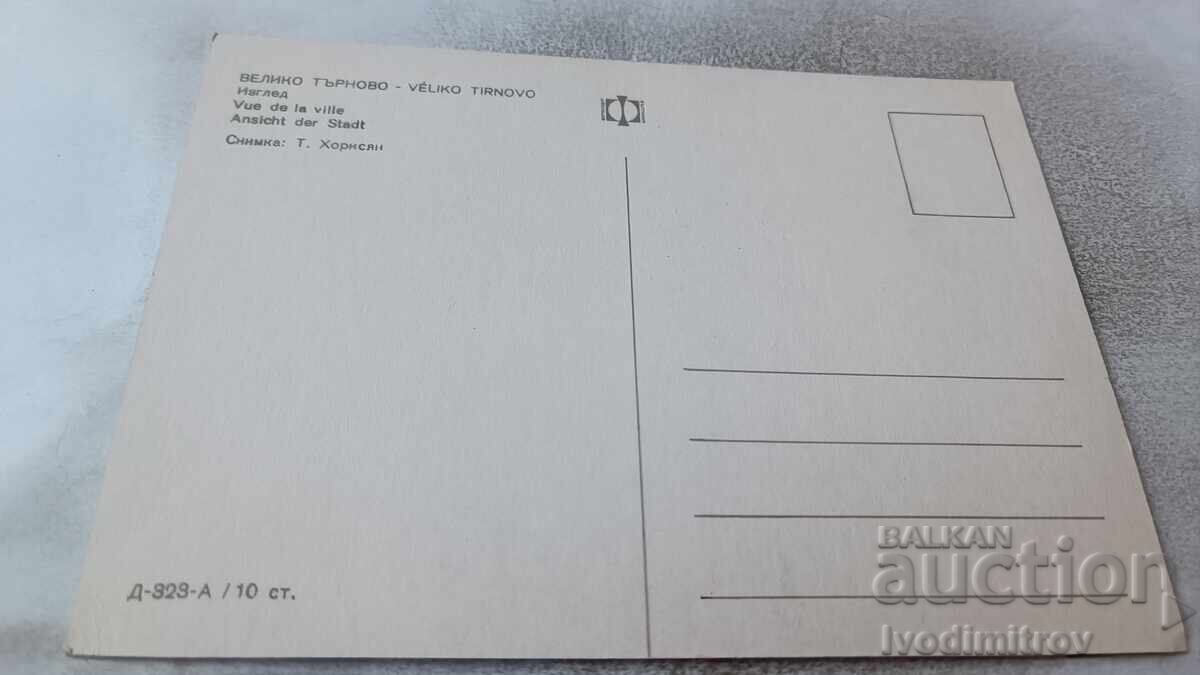 ВЕЛИКО ТЪРНОВО - VÉLIKO TIRNOVO
Изглед
Vue de la ville
Ansicht der Stadt
Снимка: Т. Хорисян
Д-323-А / 10 ст.
BALKAN
auction
Ivodimitrov